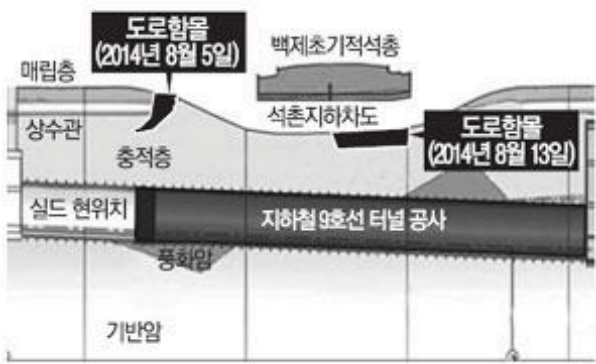 도로함몰
(2014년 8월 5일)
백제초기적석총
매립층
상수관
석촌지하차도
도로함몰
(2014년 8월 13일)
충적층
실드 현위치
지하철 9호선 터널 공사
풍화암
기반암